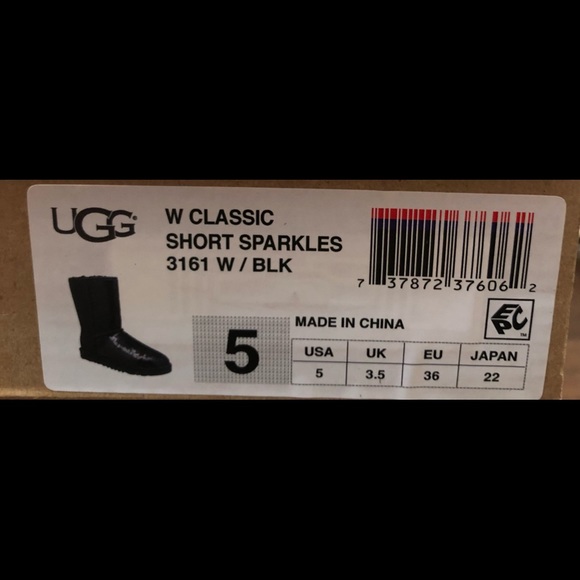 UGG®
W CLASSIC
SHORT SPARKLES
3161 W / BLK
7 37872 37606 2
EPC™
5
MADE IN CHINA
USA UK EU JAPAN
5 3.5 36 22